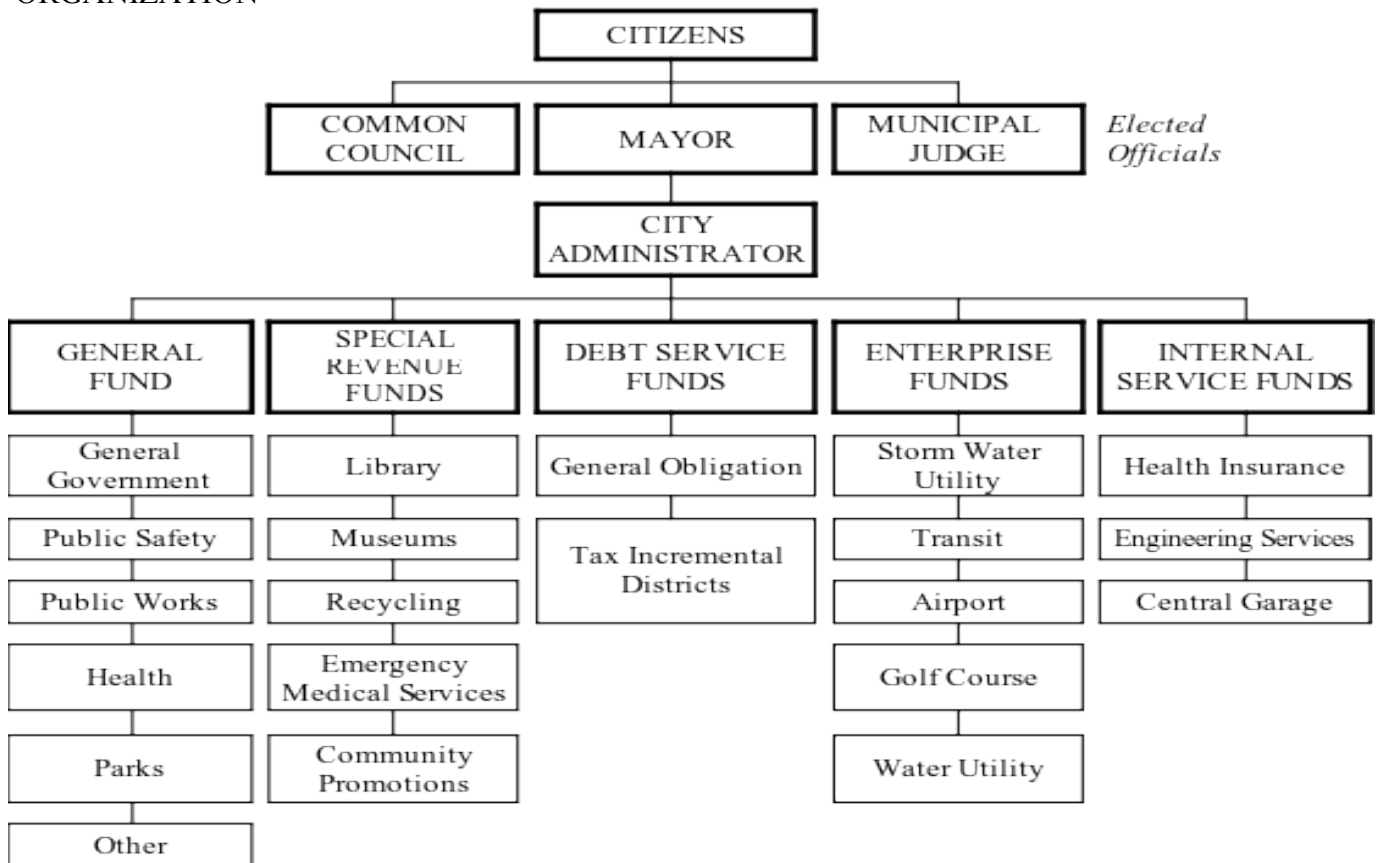 ORGANIZATION
CITIZENS
COMMON
COUNCIL
MAYOR
MUNICIPAL
JUDGE
Elected
Officials
CITY
ADMINISTRATOR
GENERAL
FUND
SPECIAL
REVENUE
FUNDS
DEBT SERVICE
FUNDS
ENTERPRISE
FUNDS
INTERNAL
SERVICE FUNDS
General
Government
Public Safety
Public Works
Health
Parks
Other
Library
Museums
Recycling
Emergency
Medical Services
Community
Promotions
General Obligation
Tax Incremental
Districts
Storm Water
Utility
Transit
Airport
Golf Course
Water Utility
Health Insurance
Engineering Services
Central Garage